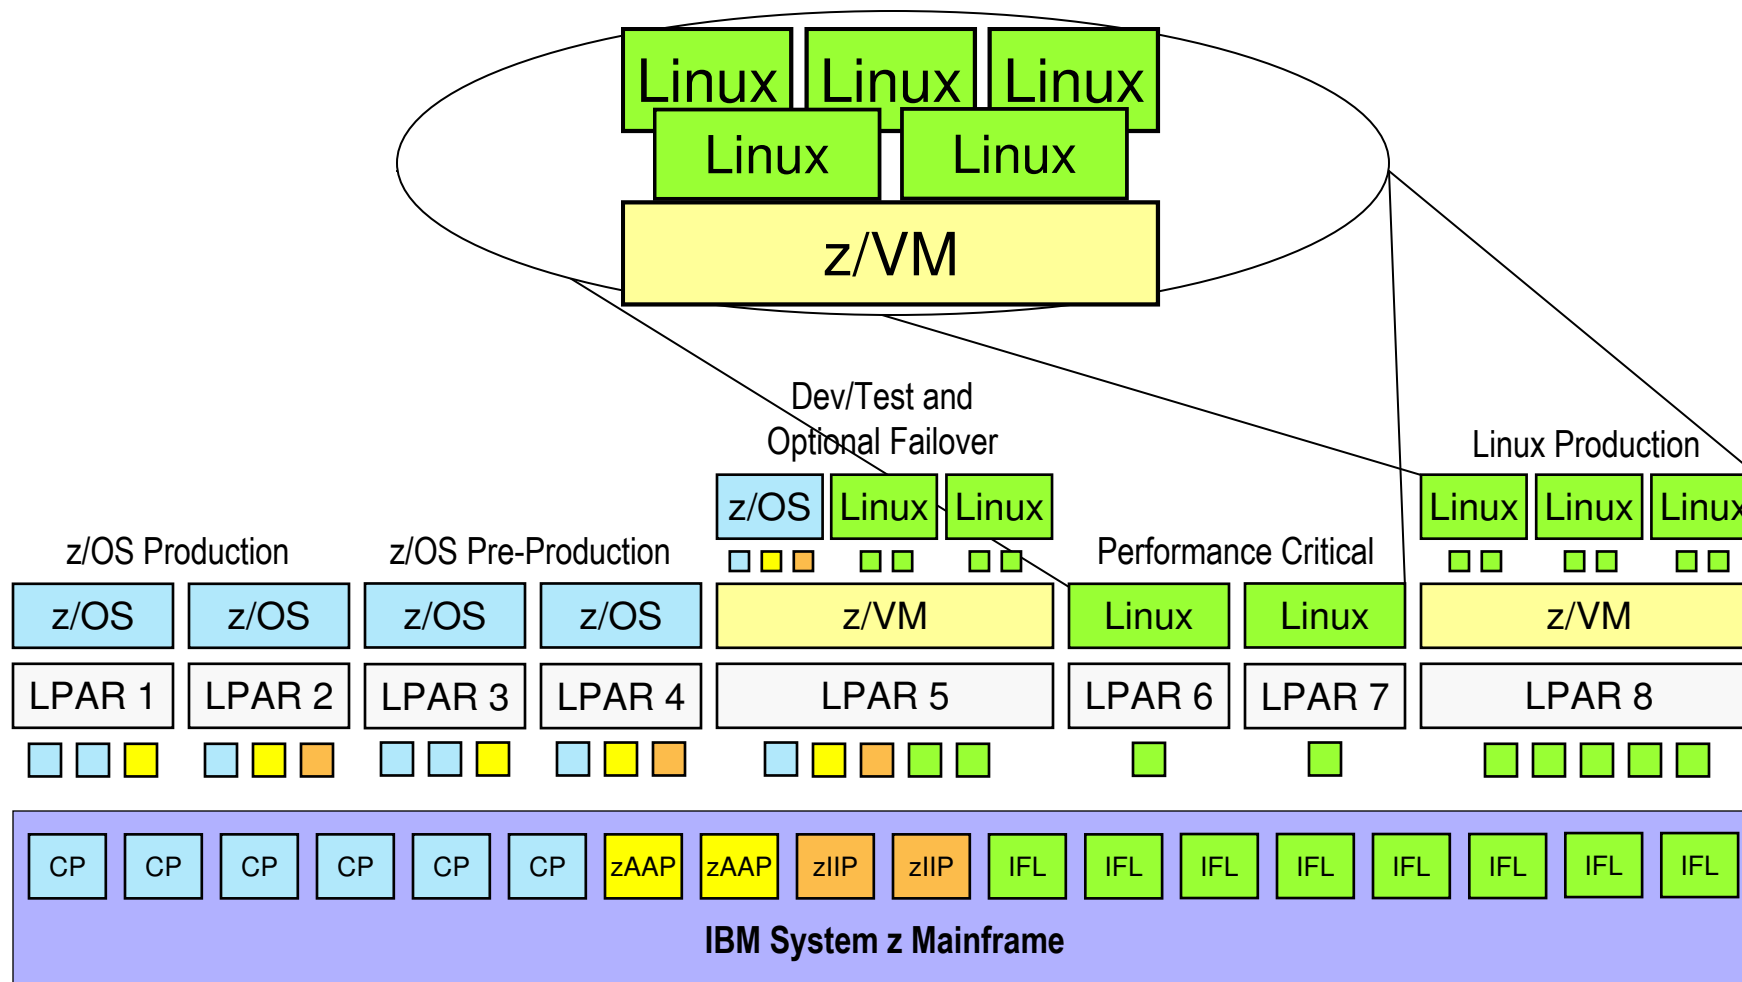 Linux Linux Linux
Linux Linux
z/VM
Dev/Test and
Optional Failover
Linux Production
z/OS Linux Linux
Linux Linux Linux
z/OS Production
z/OS Pre-Production
Performance Critical
z/OS z/OS z/OS z/OS z/VM Linux Linux z/VM
LPAR 1 LPAR 2 LPAR 3 LPAR 4 LPAR 5 LPAR 6 LPAR 7 LPAR 8
CP CP CP CP CP CP zAAP zAAP zIIP zIIP IFL IFL IFL IFL IFL IFL IFL IFL
IBM System z Mainframe